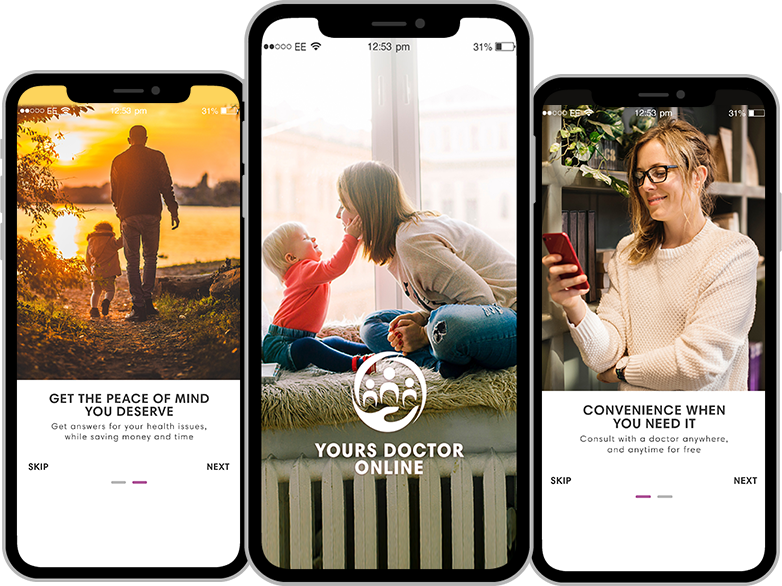 EE 12:53 pm 31%
GET THE PEACE OF MIND
YOU DESERVE
Get answers for your health issues,
while saving money and time
SKIP NEXT
EE 12:53 pm 31%
YOURS DOCTOR
ONLINE
EE 12:53 pm 31%
CONVENIENCE WHEN
YOU NEED IT
Consult with a doctor anywhere,
and anytime for free
SKIP NEXT